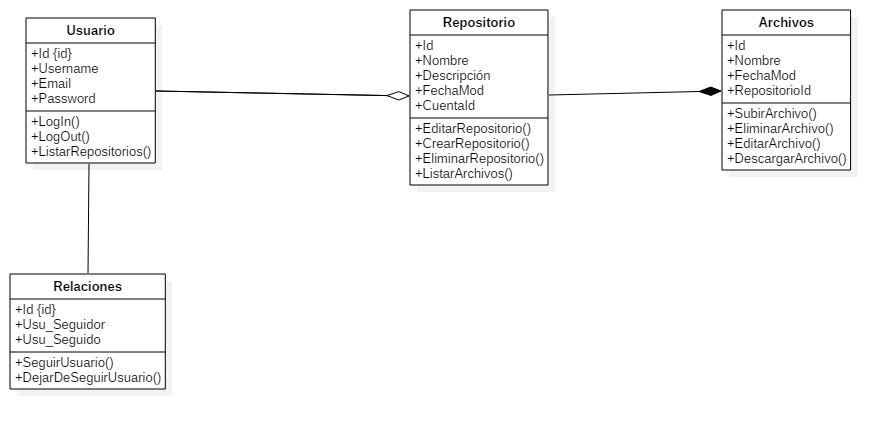 Usuario
+Id {id}
+Username
+Email
+Password
+LogIn()
+LogOut()
+ListarRepositorios()
Repositorio
+Id
+Nombre
+Descripción
+FechaMod
+CuentaId
+EditarRepositorio()
+CrearRepositorio()
+EliminarRepositorio()
+ListarArchivos()
Archivos
+Id
+Nombre
+FechaMod
+RepositorioId
+SubirArchivo()
+EliminarArchivo()
+EditarArchivo()
+DescargarArchivo()
Relaciones
+Id {id}
+Usu_Seguidor
+Usu_Seguido
+SeguirUsuario()
+DejarDeSeguirUsuario()